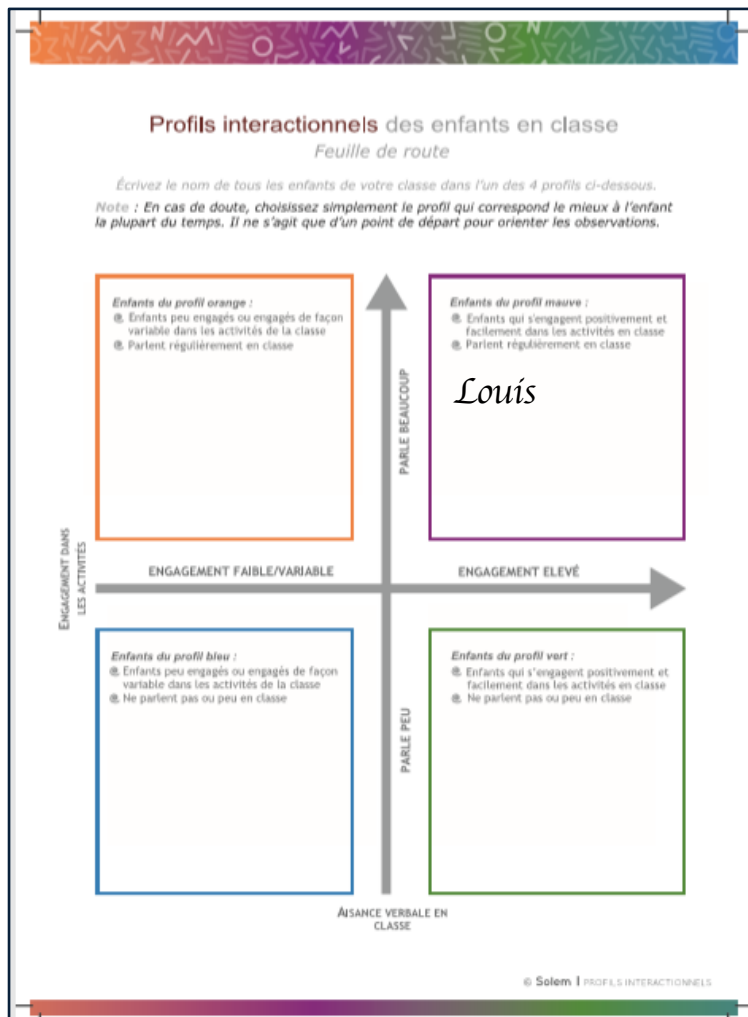 Profils interactionnels des enfants en classe
Feuille de route
Écrivez le nom de tous les enfants de votre classe dans l'un des 4 profils ci-dessous.
Note : En cas de doute, choisissez simplement le profil qui correspond le mieux à l'enfant
la plupart du temps. Il ne s'agit que d'un point de départ pour orienter les observations.
Enfants du profil orange :
Enfants peu engagés ou engagés de façon
variable dans les activités de la classe
Parlent régulièrement en classe
PARLE BEAUCOUP
Enfants du profil mauve :
Enfants qui s'engagent positivement et
facilement dans les activités en classe
Parlent régulièrement en classe
Louis
ENGAGEMENT DANS
LES ACTIVITÉS
ENGAGEMENT FAIBLE/VARIABLE
ENGAGEMENT ELEVÉ
Enfants du profil bleu :
Enfants peu engagés ou engagés de façon
variable dans les activités de la classe
Ne parlent pas ou peu en classe
PARLE PEU
Enfants du profil vert :
Enfants qui s'engagent positivement et
facilement dans les activités en classe
Ne parlent pas ou peu en classe
AISANCE VERBALE EN
CLASSE
© Solem | PROFILS INTERACTIONNELS